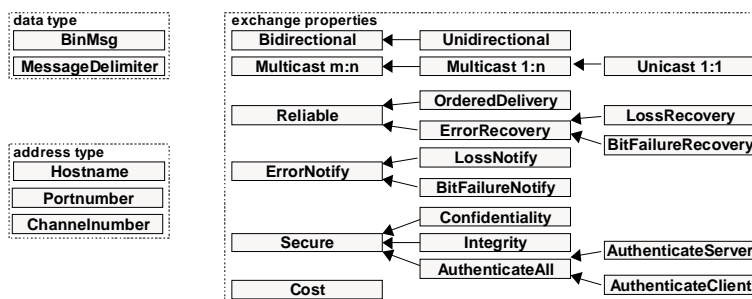 data type
BinMsg
MessageDelimiter
address type
Hostname
Portnumber
Channelnumber
exchange properties
Bidirectional
Unidirectional
Multicast m:n
Multicast 1:n
Unicast 1:1
Reliable
OrderedDelivery
ErrorRecovery
LossRecovery
BitFailureRecovery
ErrorNotify
LossNotify
BitFailureNotify
Secure
Confidentiality
Integrity
AuthenticateAll
AuthenticateServer
AuthenticateClient
Cost